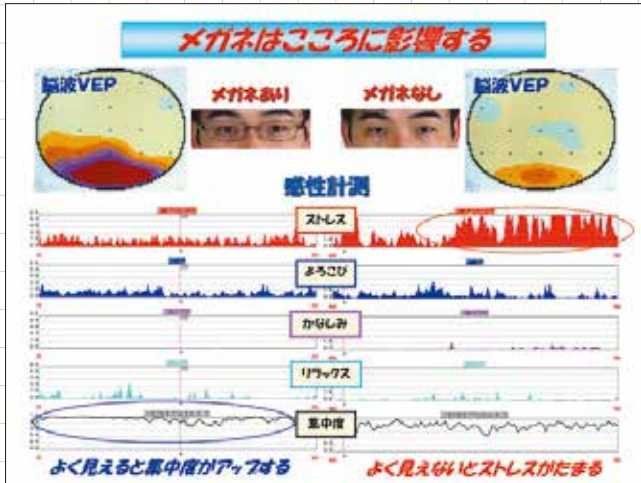 メガネはこころに影響する
脳波VEP
メガネあり
メガネなし
脳波VEP
感性計測
ストレス
よろこび
かなしみ
リラックス
集中度
よく見えると集中度がアップする
よく見えないとストレスがたまる